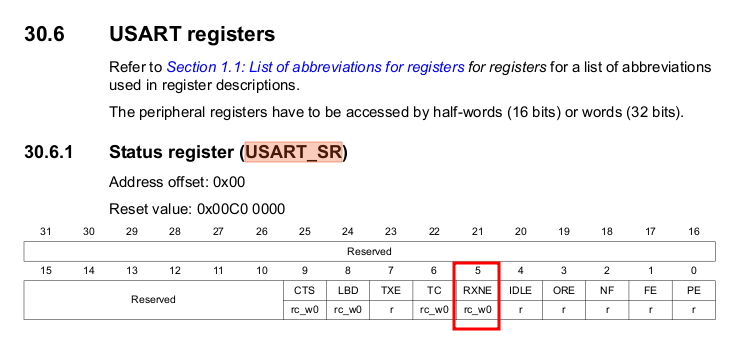 30.6 USART registers
Refer to Section 1.1: List of abbreviations for registers for registers for a list of abbreviations
used in register descriptions.
The peripheral registers have to be accessed by half-words (16 bits) or words (32 bits).
30.6.1 Status register (USART_SR)
Address offset: 0x00
Reset value: 0x00C0 0000
31 30 29 28 27 26 25 24 23 22 21 20 19 18 17 16
Reserved
15 14 13 12 11 10 9 8 7 6 5 4 3 2 1 0
Reserved CTS LBD TXE TC RXNE IDLE ORE NF FE PE
rc_w0 rc_w0 r rc_w0 rc_w0 r r r r r